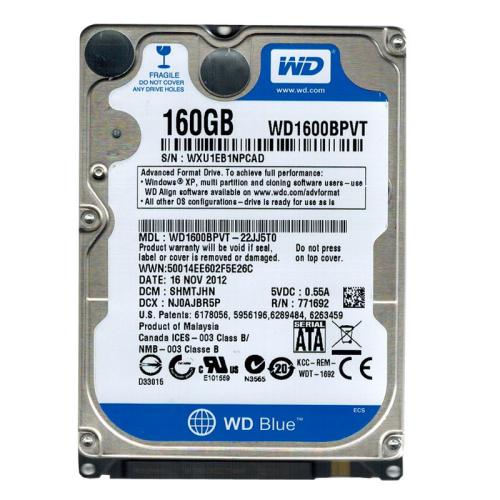 FRAGILE
DO NOT COVER
ANY DRIVE HOLES
WD
www.wd.com
160GB WD1600BPVT
S/N : WXU1EB1NPCAD
Advanced Format Drive. To achieve full performance:
• Windows® XP, multi partition and cloning software users – use
WD Align software available on www.wd.com/advformat
• All other OS configurations – drive is ready for use as is
MDL : WD1600BPVT-22JJ5T0
Product warranty will be void if seal,
label or cover is removed or damaged.
Do not press
on top cover.
WWN:50014EE602F5E26C
DATE: 16 NOV 2012
DCM : SHMTJHN
5VDC : 0.55A
DCX : NJ0AJBR5P
R/N : 771692
U.S. Patents: 6178056, 5956196,6289484, 6263459
Product of Malaysia
Canada ICES – 003 Class B/
NMB – 003 Classe B
SERIAL
ATA
KCC-REM-
WDT-1692
D33015
E101559
N3565
20
WD Blue™
ECS